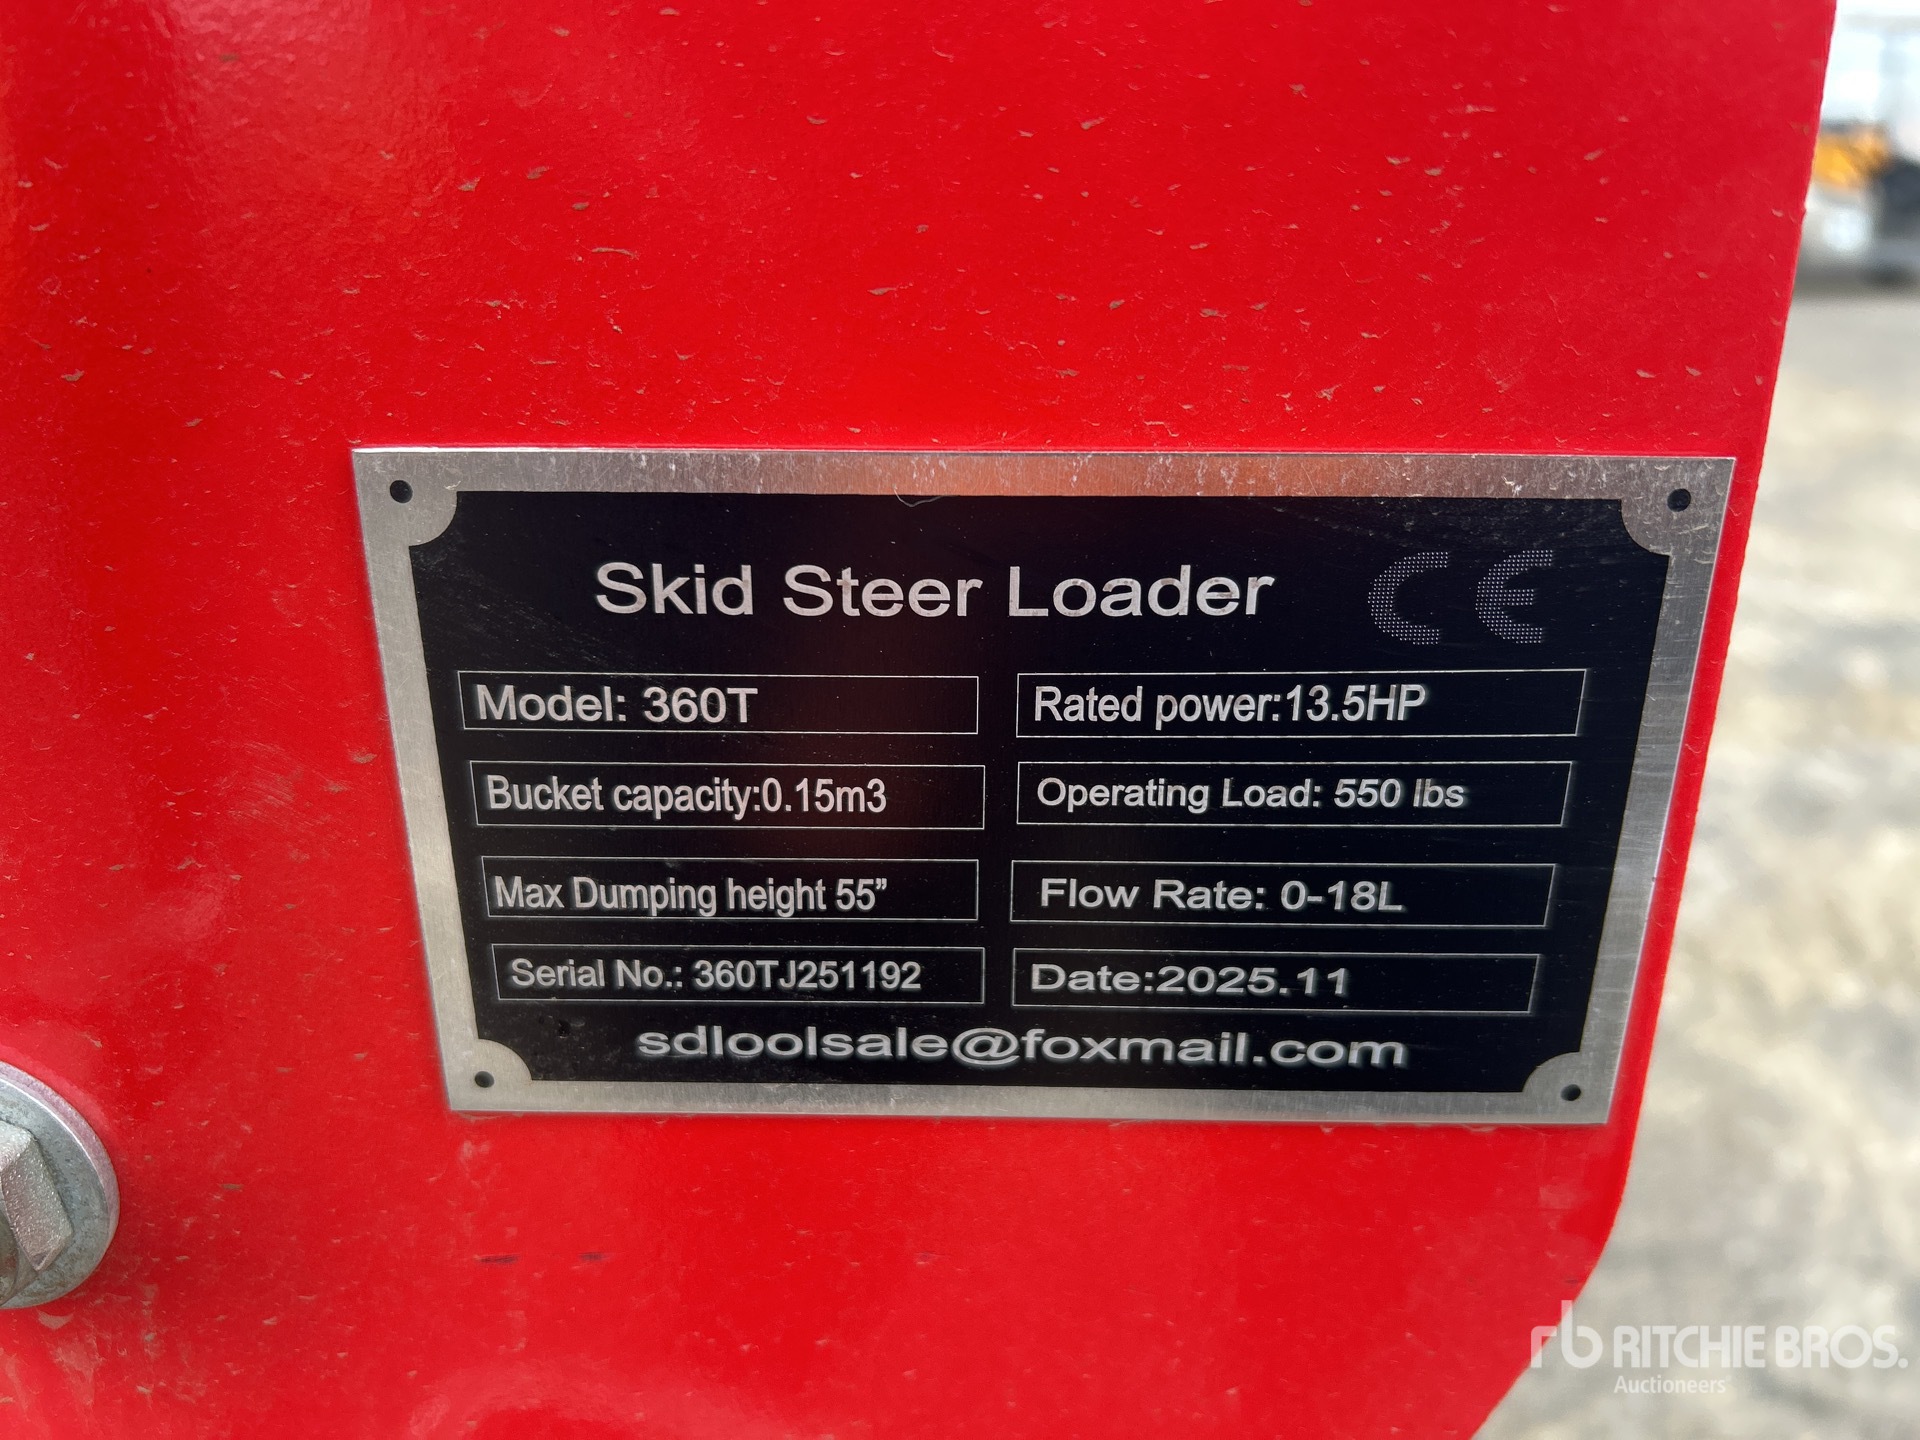 Skid Steer Loader CE
Model: 360T
Rated power:13.5HP
Bucket capacity:0.15m3
Operating Load: 550 lbs
Max Dumping height 55”
Flow Rate: 0-18L
Serial No.: 360TJ251192
Date:2025.11
sdloolsale@foxmail.com
rb RITCHIE BROS.
Auctioneers